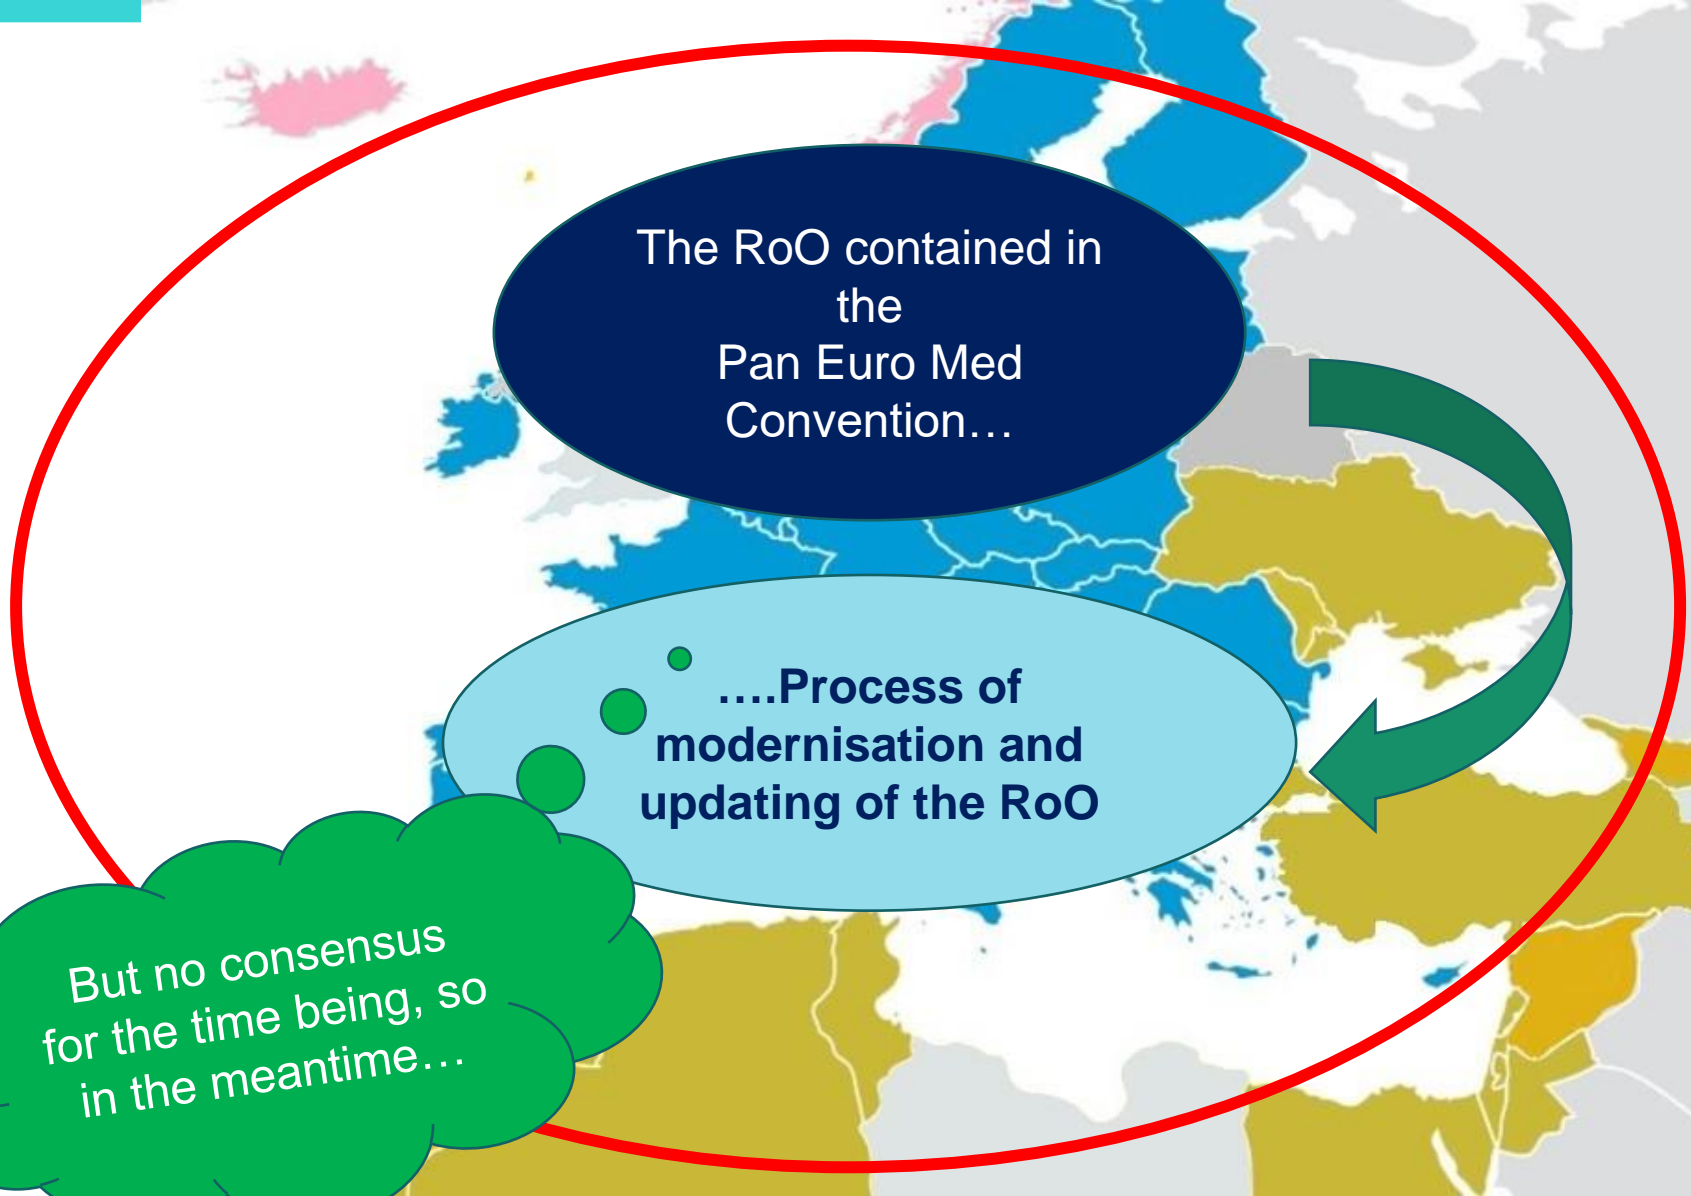 The RoO contained in
the
Pan Euro Med
Convention…
….Process of
modernisation and
updating of the RoO
But no consensus
for the time being, so
in the meantime…